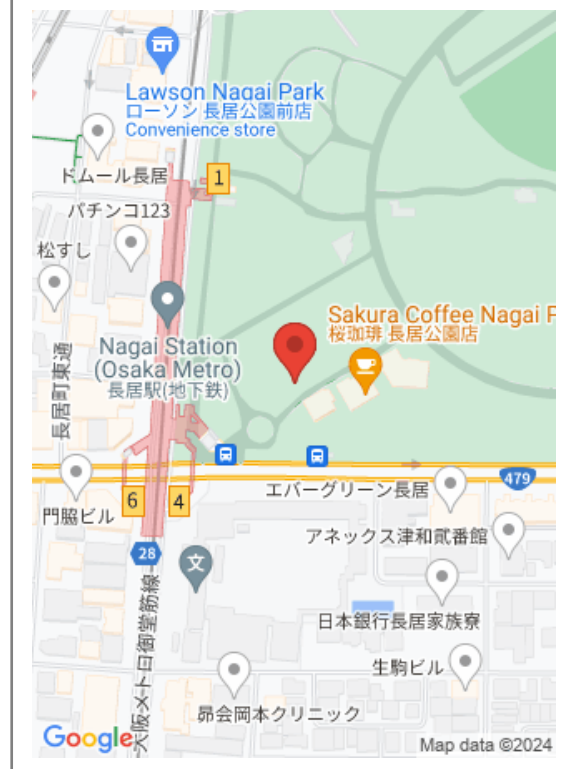 Lawson Nagai Park
ローソン 長居公園前店
Convenience store
ドムール長居
1
パチンコ123
松すし
Sakura Coffee Nagai P
桜珈琲 長居公園店
Nagai Station
(Osaka Metro)
長居駅(地下鉄)
長居町東通
479
エバーグリーン長居
6
4
門脇ビル
アネックス津和貮番館
28
文
日本銀行長居家族寮
生駒ビル
昴会岡本クリニック
大阪メトロ御堂筋線
Google
Map data ©2024